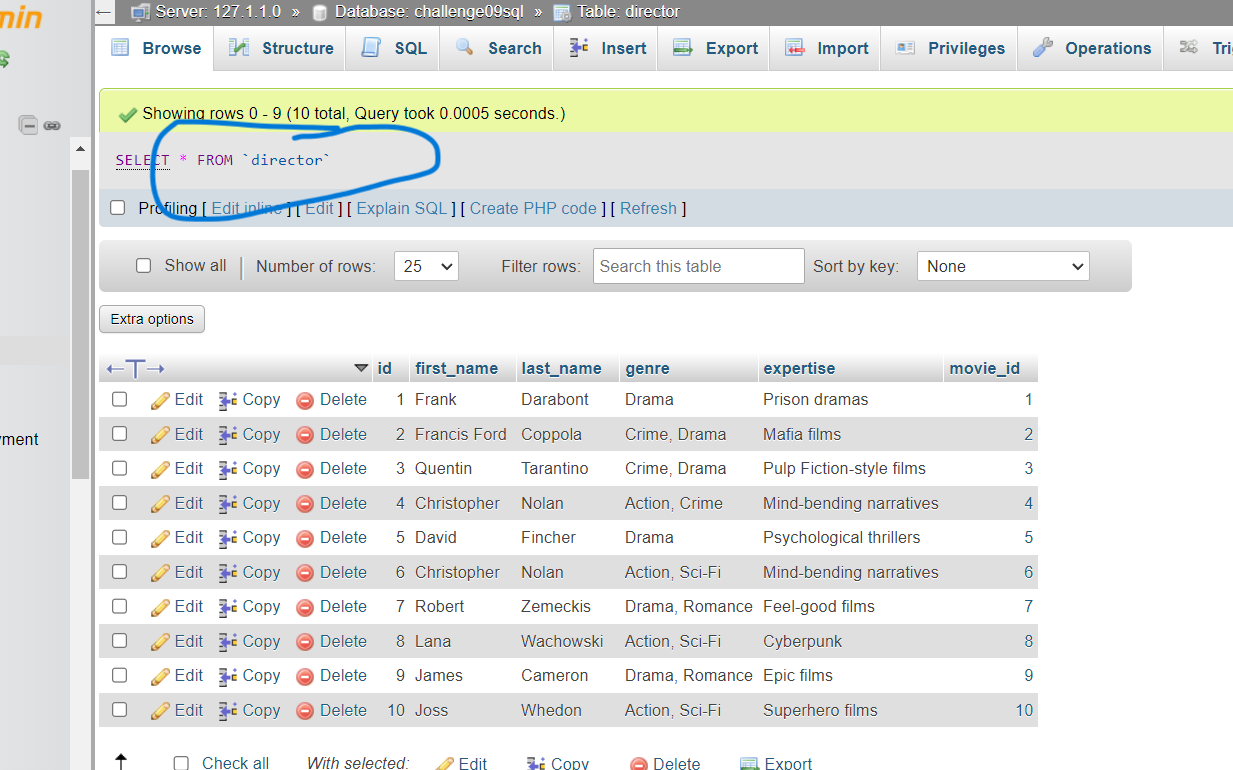 min
Server: 127.1.1.0 » Database: challenge09sql » Table: director
Browse Structure SQL Search Insert Export Import Privileges Operations Tri
Showing rows 0 - 9 (10 total, Query took 0.0005 seconds.)
SELECT * FROM `director`
Profiling [ Edit inline ] [ Edit ] [ Explain SQL ] [ Create PHP code ] [ Refresh ]
Show all Number of rows: 25 Filter rows: Search this table Sort by key: None
Extra options
id first_name last_name genre expertise movie_id
Edit Copy Delete 1 Frank Darabont Drama Prison dramas 1
Edit Copy Delete 2 Francis Ford Coppola Crime, Drama Mafia films 2
yment
Edit Copy Delete 3 Quentin Tarantino Crime, Drama Pulp Fiction-style films 3
Edit Copy Delete 4 Christopher Nolan Action, Crime Mind-bending narratives 4
Edit Copy Delete 5 David Fincher Drama Psychological thrillers 5
Edit Copy Delete 6 Christopher Nolan Action, Sci-Fi Mind-bending narratives 6
Edit Copy Delete 7 Robert Zemeckis Drama, Romance Feel-good films 7
Edit Copy Delete 8 Lana Wachowski Action, Sci-Fi Cyberpunk 8
Edit Copy Delete 9 James Cameron Drama, Romance Epic films 9
Edit Copy Delete 10 Joss Whedon Action, Sci-Fi Superhero films 10
Check all With selected: Edit Copy Delete Export